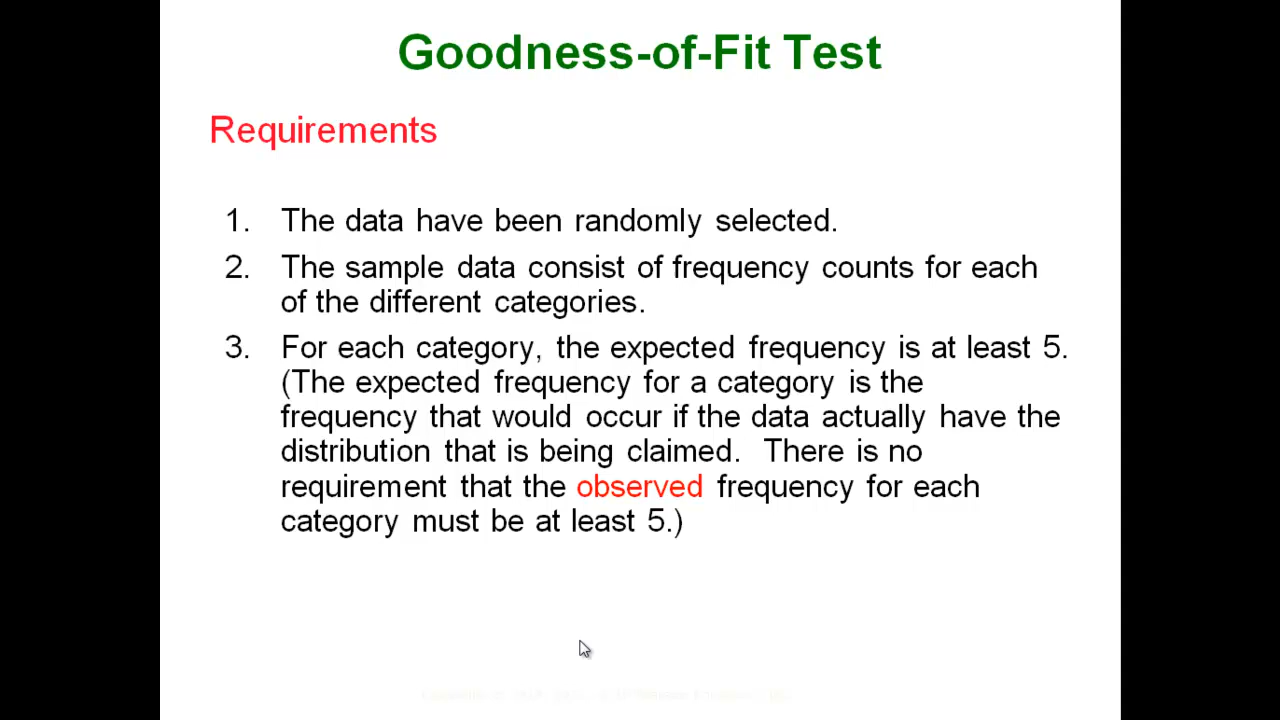 Goodness-of-Fit Test
Requirements
1. The data have been randomly selected.
2. The sample data consist of frequency counts for each
of the different categories.
3. For each category, the expected frequency is at least 5.
(The expected frequency for a category is the
frequency that would occur if the data actually have the
distribution that is being claimed. There is no
requirement that the observed frequency for each
category must be at least 5.)